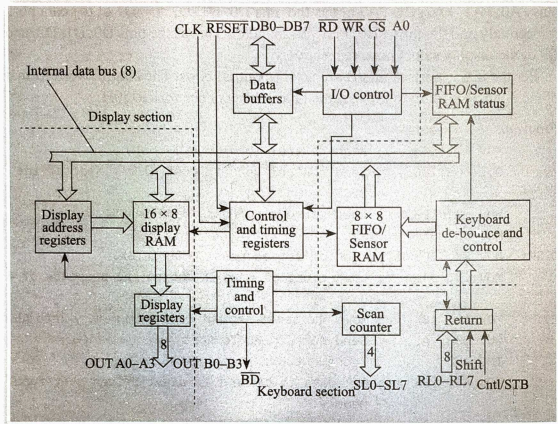 CLK RESET DB0–DB7 RD WR CS A0
Internal data bus (8)
Data
buffers
I/O control
FIFO/Sensor
RAM status
Display section
Display
address
registers
16 × 8
display
RAM
Control
and timing
registers
8 × 8
FIFO/
Sensor
RAM
Keyboard
de-bounce and
control
Display
registers
Timing
and
control
Scan
counter
Return
8
4
8
OUT A0–A3
OUT B0–B3
BD
Keyboard section
SL0–SL7
RL0–RL7
Shift
Cntl/STB